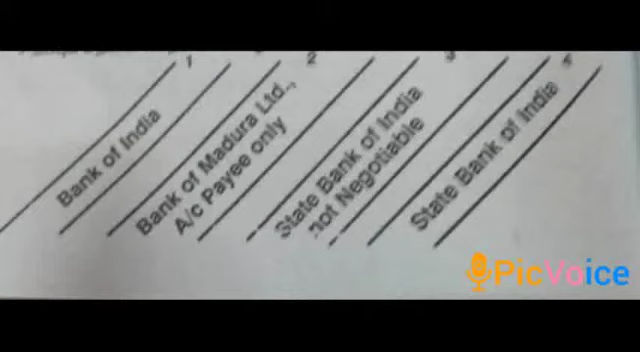 1
2
3
4
Bank of India
Bank of Madura Ltd.,
A/c Payee only
State Bank of India
not Negotiable
State Bank of India
PicVoice